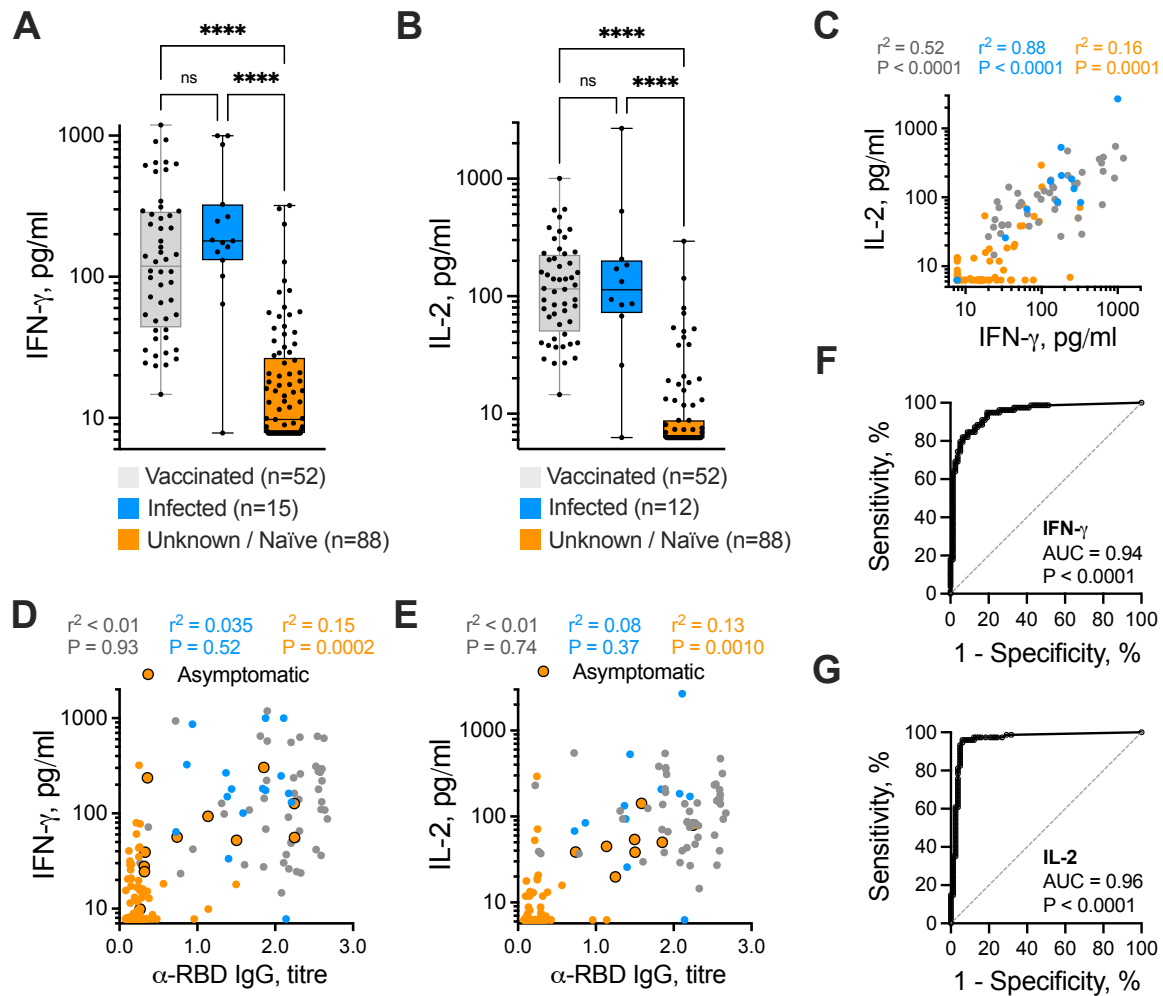 A
****
ns
****
IFN-γ, pg/ml
1000
100
10
Vaccinated (n=52)
Infected (n=15)
Unknown / Naïve (n=88)
B
****
ns
****
IL-2, pg/ml
1000
100
10
Vaccinated (n=52)
Infected (n=12)
Unknown / Naïve (n=88)
C
r² = 0.52 r² = 0.88 r² = 0.16
P < 0.0001 P < 0.0001 P = 0.0001
IL-2, pg/ml
1000
100
10
10 100 1000
IFN-γ, pg/ml
D
r² < 0.01 r² = 0.035 r² = 0.15
P = 0.93 P = 0.52 P = 0.0002
Asymptomatic
IFN-γ, pg/ml
1000
100
10
0.0 1.0 2.0 3.0
α-RBD IgG, titre
E
r² < 0.01 r² = 0.08 r² = 0.13
P = 0.74 P = 0.37 P = 0.0010
Asymptomatic
IL-2, pg/ml
1000
100
10
0.0 1.0 2.0 3.0
α-RBD IgG, titre
F
Sensitivity, %
100
80
60
40
20
0
IFN-γ
AUC = 0.94
P < 0.0001
0 20 40 60 80 100
1 - Specificity, %
G
Sensitivity, %
100
80
60
40
20
0
IL-2
AUC = 0.96
P < 0.0001
0 20 40 60 80 100
1 - Specificity, %